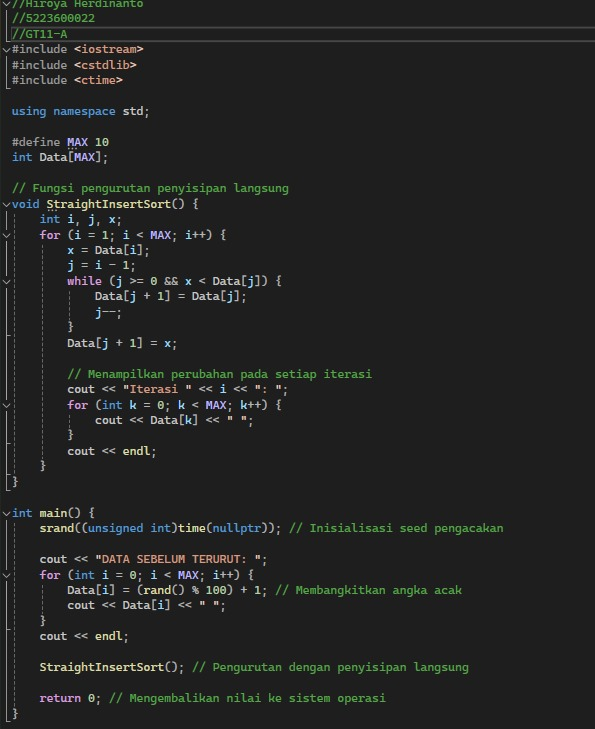 //Hiroya Herdinanto
//5223600022
//GT11-A
#include <iostream>
#include <cstdlib>
#include <ctime>

using namespace std;

#define MAX 10
int Data[MAX];

// Fungsi pengurutan penyisipan langsung
void StraightInsertSort() {
    int i, j, x;
    for (i = 1; i < MAX; i++) {
        x = Data[i];
        j = i - 1;
        while (j >= 0 && x < Data[j]) {
            Data[j + 1] = Data[j];
            j--;
        }
        Data[j + 1] = x;

        // Menampilkan perubahan pada setiap iterasi
        cout << "Iterasi " << i << ": ";
        for (int k = 0; k < MAX; k++) {
            cout << Data[k] << " ";
        }
        cout << endl;
    }
}

int main() {
    srand((unsigned int)time(nullptr)); // Inisialisasi seed pengacakan

    cout << "DATA SEBELUM TERURUT: ";
    for (int i = 0; i < MAX; i++) {
        Data[i] = (rand() % 100) + 1; // Membangkitkan angka acak
        cout << Data[i] << " ";
    }
    cout << endl;

    StraightInsertSort(); // Pengurutan dengan penyisipan langsung

    return 0; // Mengembalikan nilai ke sistem operasi
}